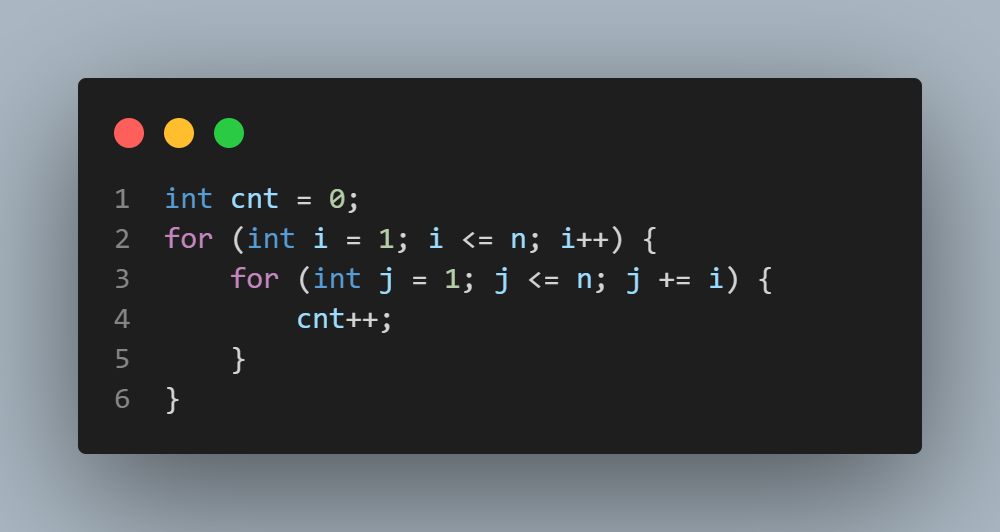 1 int cnt = 0;
2 for (int i = 1; i <= n; i++) {
3     for (int j = 1; j <= n; j += i) {
4         cnt++;
5     }
6 }